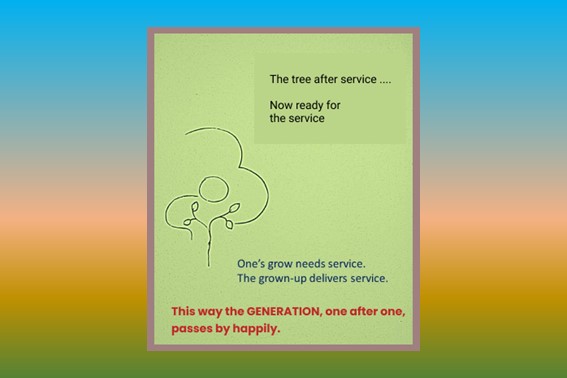 The tree after service ....
Now ready for
the service
One's grow needs service.
The grown-up delivers service.
This way the GENERATION, one after one,
passes by happily.